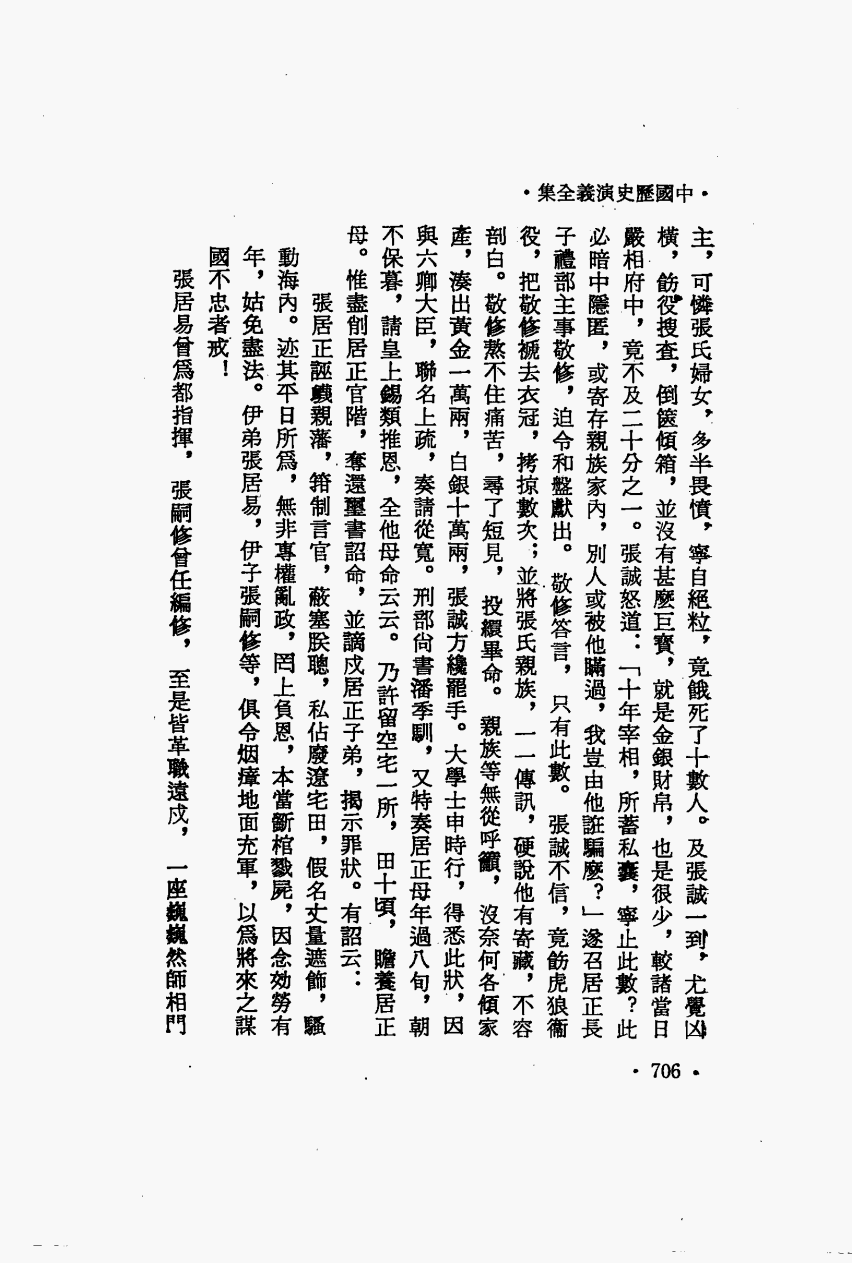 ・中國歷史演義全集・
主，可憐張氏婦女，多半畏憤，寧自絕粒，竟餓死了十數人。及張誠一到，尤覺凶
橫，飭役搜查，倒篋傾箱，並沒有甚麼巨寶，就是金銀財帛，也是很少，較諸當日
嚴相府中，竟不及二十分之一。張誠怒道：「十年宰相，所蓄私囊，寧止此數？此
必暗中隱匿，或寄存親族家內，別人或被他瞞過，我豈由他誑騙麼？」遂召居正長
子禮部主事敬修，迫令和盤獻出。敬修答言，只有此數。張誠不信，竟飭虎狼衞
役，把敬修褫去衣冠，拷掠數次；並將張氏親族，一一傳訊，硬說他有寄藏，不容
剖白。敬修熬不住痛苦，尋了短見，投繯畢命。親族等無從呼籲，沒奈何各傾家
產，湊出黃金一萬兩，白銀十萬兩，張誠方纔罷手。大學士申時行，得悉此狀，因
與六卿大臣，聯名上疏，奏請從寬。刑部尙書潘季馴，又特奏居正母年過八旬，朝
不保暮，請皇上錫類推恩，全他母命云云。乃許留空宅一所，田十頃，贍養居正
母。惟盡削居正官階，奪還璽書詔命，並謫戍居正子弟，揭示罪狀。有詔云：
張居正誣衊親藩，箝制言官，蔽塞朕聰，私佔廢遼宅田，假名丈量遮飾，騷
動海內。迹其平日所爲，無非專權亂政，罔上負恩，本當斵棺戮屍，因念効勞有
年，姑免盡法。伊弟張居易，伊子張嗣修等，俱令烟瘴地面充軍，以爲將來之謀
國不忠者戒！
張居易曾爲都指揮，張嗣修曾任編修，至是皆革職遠戍，一座巍巍然師相門
・706・